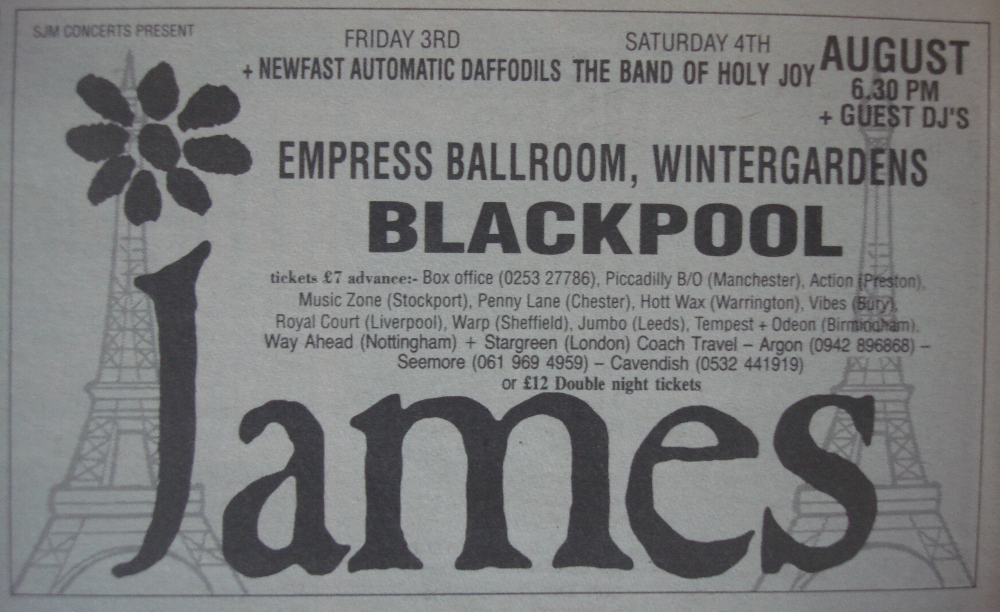 SJM CONCERTS PRESENT
FRIDAY 3RD
+ NEWFAST AUTOMATIC DAFFODILS
SATURDAY 4TH
THE BAND OF HOLY JOY
AUGUST
6.30 PM
+ GUEST DJ'S
EMPRESS BALLROOM, WINTERGARDENS
BLACKPOOL
tickets £7 advance:- Box office (0253 27786), Piccadilly B/O (Manchester), Action (Preston),
Music Zone (Stockport), Penny Lane (Chester), Hott Wax (Warrington), Vibes (Bury),
Royal Court (Liverpool), Warp (Sheffield), Jumbo (Leeds), Tempest + Odeon (Birmingham).
Way Ahead (Nottingham) + Stargreen (London) Coach Travel – Argon (0942 896868) –
Seemore (061 969 4959) – Cavendish (0532 441919)
or £12 Double night tickets
James